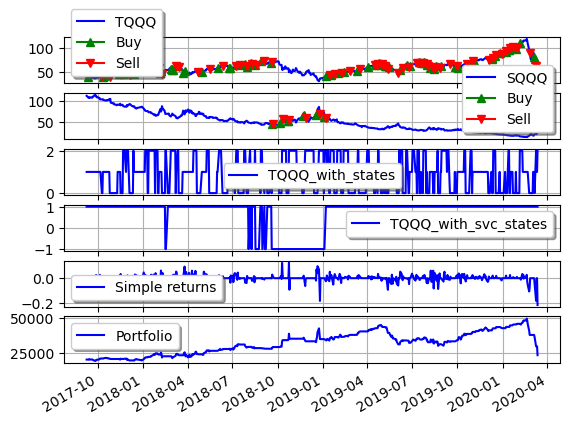 TQQQ
Buy
Sell
100
50
SQQQ
Buy
Sell
100
50
2
0
TQQQ_with_states
1
0
−1
TQQQ_with_svc_states
0.0
−0.2
Simple returns
50000
25000
Portfolio
2017-10 2018-01 2018-04 2018-07 2018-10 2019-01 2019-04 2019-07 2019-10 2020-01 2020-04